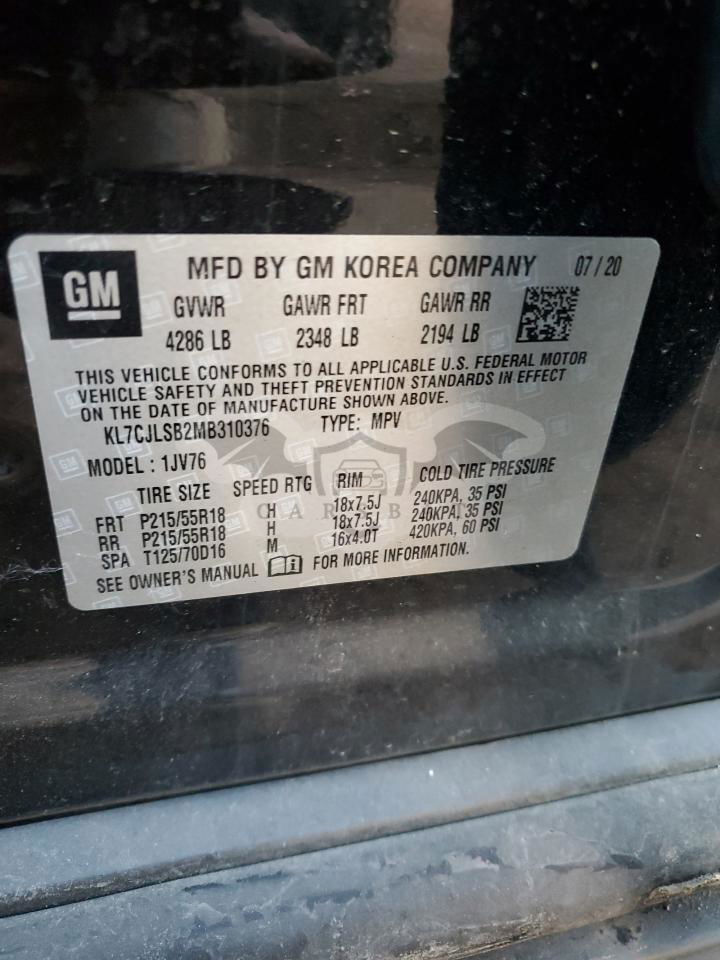 GM MFD BY GM KOREA COMPANY 07/20
GVWR GAWR FRT GAWR RR
4286 LB 2348 LB 2194 LB
THIS VEHICLE CONFORMS TO ALL APPLICABLE U.S. FEDERAL MOTOR
VEHICLE SAFETY AND THEFT PREVENTION STANDARDS IN EFFECT
ON THE DATE OF MANUFACTURE SHOWN ABOVE.
KL7CJLSB2MB310376 TYPE: MPV
MODEL : 1JV76
TIRE SIZE SPEED RTG RIM COLD TIRE PRESSURE
FRT P215/55R18 H 18x7.5J 240KPA, 35 PSI
RR P215/55R18 H 18x7.5J 240KPA, 35 PSI
SPA T125/70D16 M 16x4.0T 420KPA, 60 PSI
SEE OWNER'S MANUAL i FOR MORE INFORMATION.